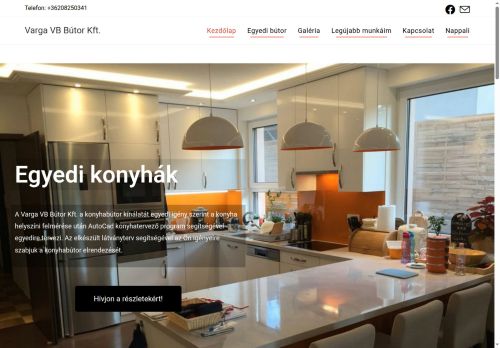 Telefon: +36208250341
Varga VB Bútor Kft.
Kezdőlap Egyedi bútor Galéria Legújabb munkáim Kapcsolat Nappali
Egyedi konyhák
A Varga VB Bútor Kft. a konyhabútor kínálatát egyedi igény szerint a konyha
helyszíni felmérése után AutoCad konyhatervező program segítségével
egyedire tervezi. Az elkészült látványterv segítségével az Ön igényeire
szabjuk a konyhabútor elrendezését.
Hívjon a részletekért!